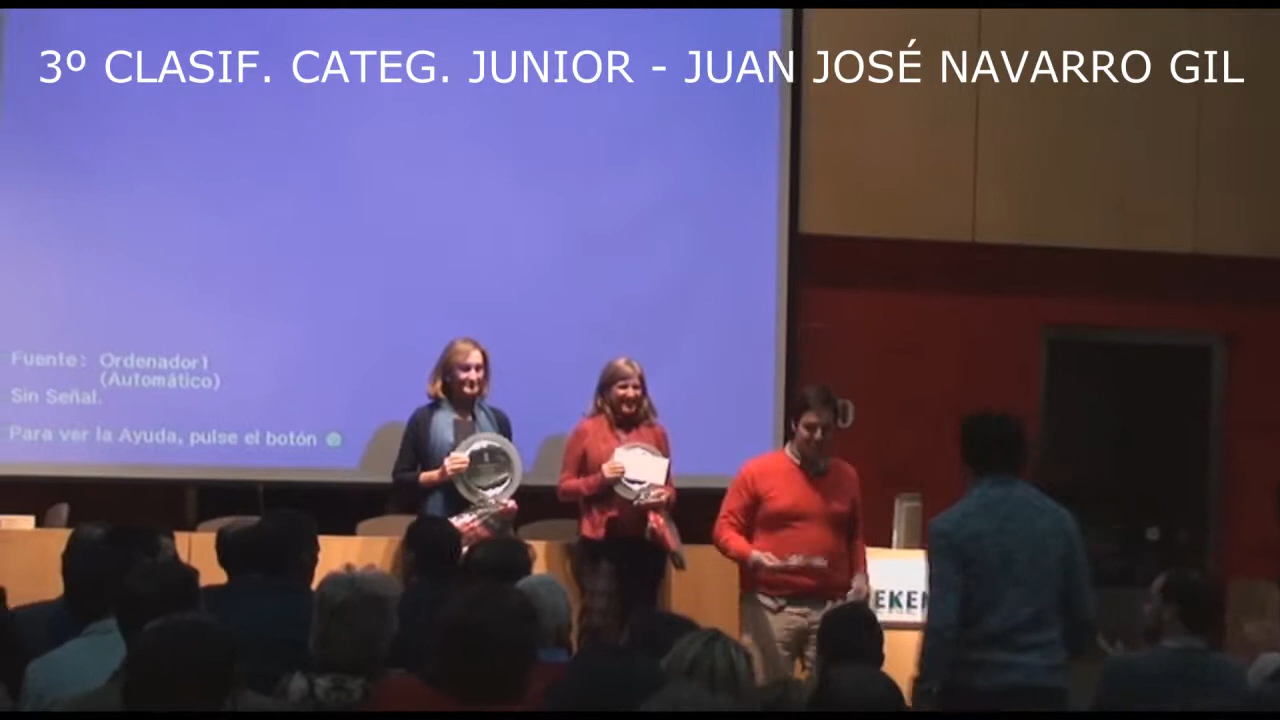 3º CLASIF. CATEG. JUNIOR - JUAN JOSÉ NAVARRO GIL
Fuente: Ordenador1
(Automático)
Sin Señal.
Para ver la Ayuda, pulse el botón